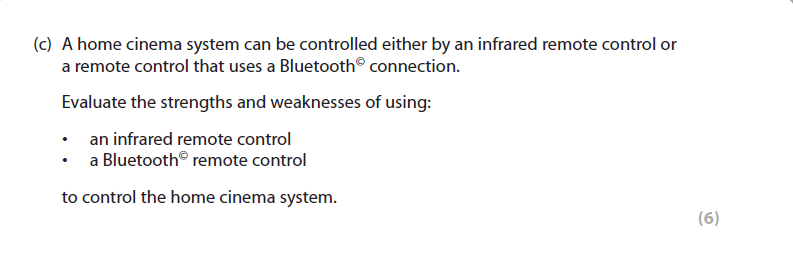 (c) A home cinema system can be controlled either by an infrared remote control or
a remote control that uses a Bluetooth© connection.
Evaluate the strengths and weaknesses of using:
• an infrared remote control
• a Bluetooth© remote control
to control the home cinema system.
(6)